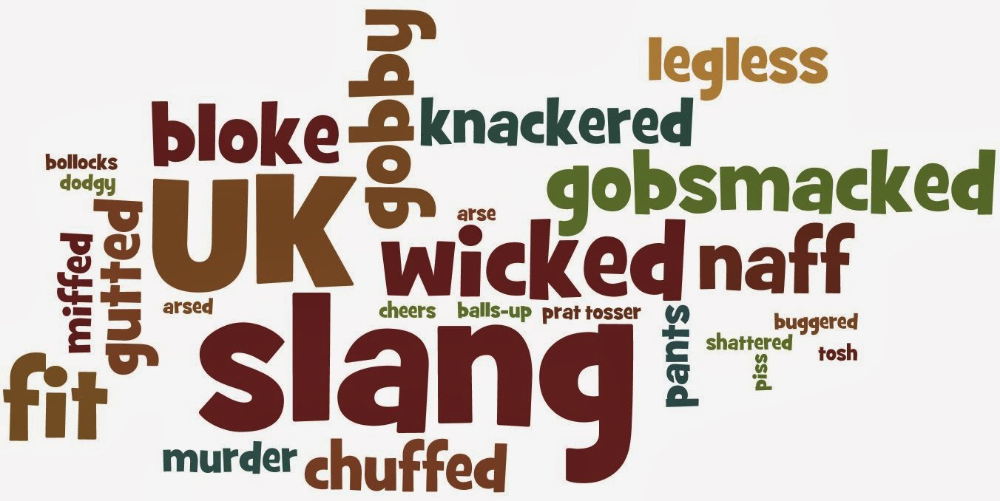 legless
gobby
knackered
bloke
gobsmacked
bollocks
dodgy
UK
arse
gutted
wicked
naff
miffed
arsed
cheers
balls-up
prat tosser
pants
buggered
shattered
tosh
piss
slang
fit
murder
chuffed